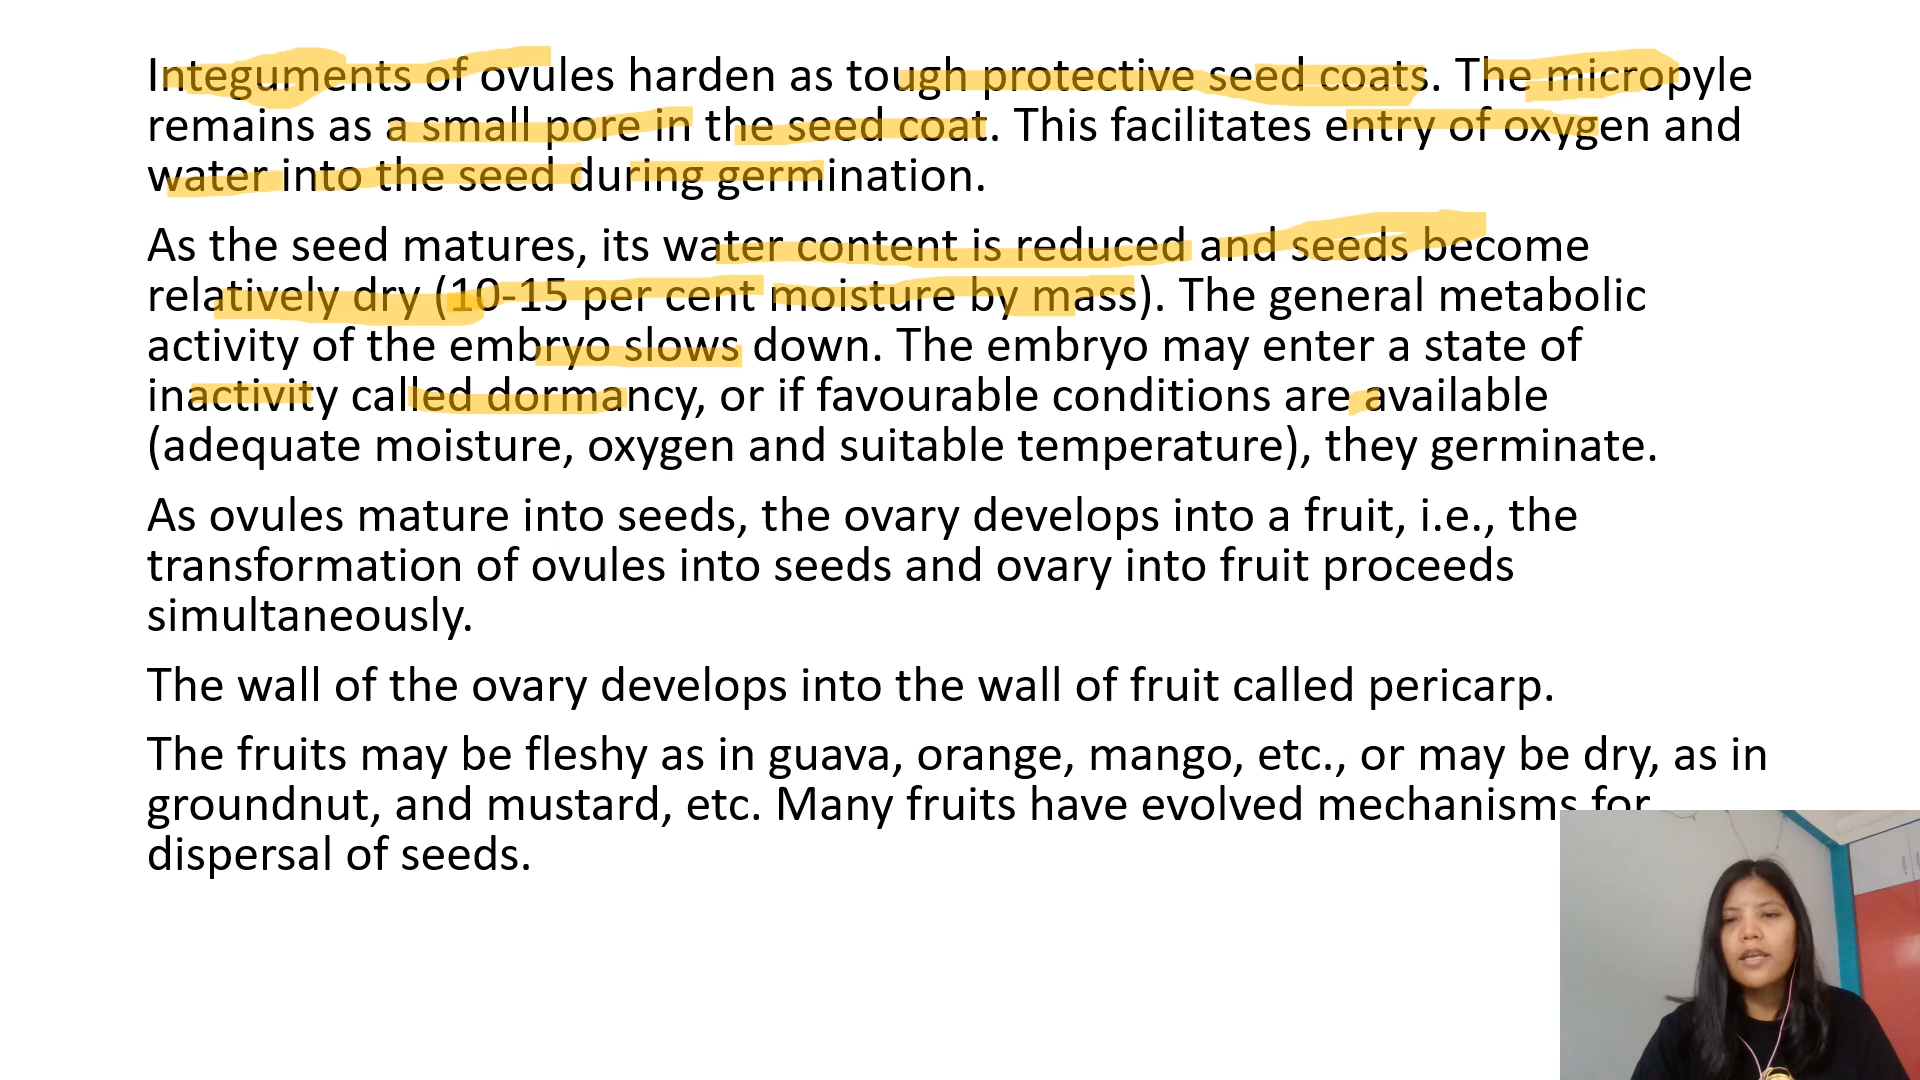 Integuments of ovules harden as tough protective seed coats. The micropyle
remains as a small pore in the seed coat. This facilitates entry of oxygen and
water into the seed during germination.
As the seed matures, its water content is reduced and seeds become
relatively dry (10-15 per cent moisture by mass). The general metabolic
activity of the embryo slows down. The embryo may enter a state of
inactivity called dormancy, or if favourable conditions are available
(adequate moisture, oxygen and suitable temperature), they germinate.
As ovules mature into seeds, the ovary develops into a fruit, i.e., the
transformation of ovules into seeds and ovary into fruit proceeds
simultaneously.
The wall of the ovary develops into the wall of fruit called pericarp.
The fruits may be fleshy as in guava, orange, mango, etc., or may be dry, as in
groundnut, and mustard, etc. Many fruits have evolved mechanisms for
dispersal of seeds.